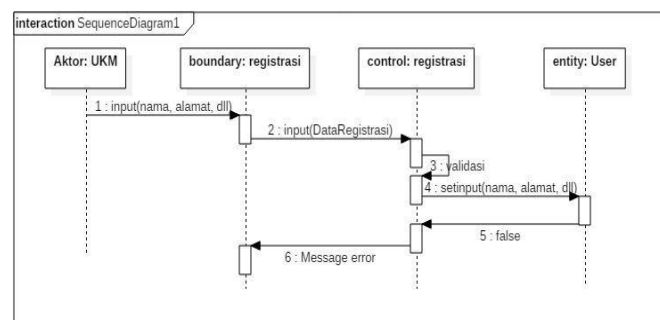 interaction SequenceDiagram1
Aktor: UKM
boundary: registrasi
control: registrasi
entity: User
1 : input(nama, alamat, dll)
2 : input(DataRegistrasi)
3 : validasi
4 : setinput(nama, alamat, dll)
5 : false
6 : Message error